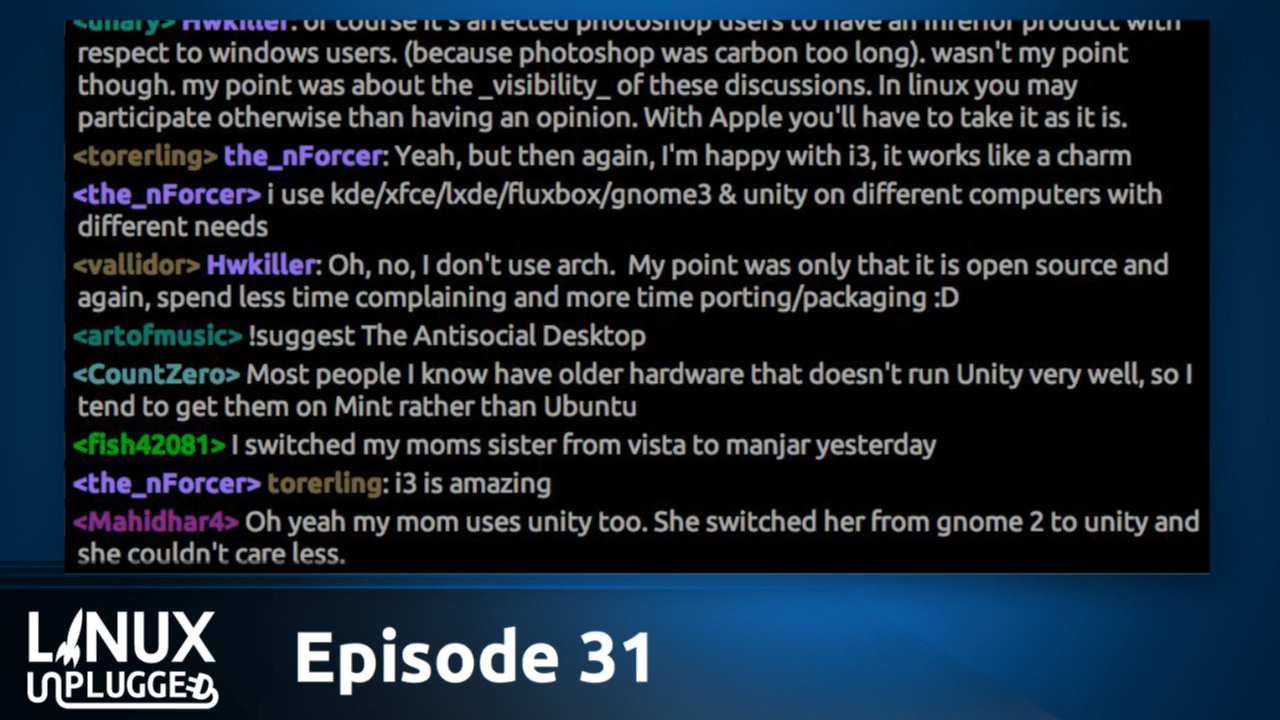 <unary> Hwkiller: of course it's affected photoshop users to have an inferior product with
respect to windows users. (because photoshop was carbon too long). wasn't my point
though. my point was about the _visibility_ of these discussions. In linux you may
participate otherwise than having an opinion. With Apple you'll have to take it as it is.
<torerling> the_nForcer: Yeah, but then again, I'm happy with i3, it works like a charm
<the_nForcer> i use kde/xfce/lxde/fluxbox/gnome3 & unity on different computers with
different needs
<vallidor> Hwkiller: Oh, no, I don't use arch.  My point was only that it is open source and
again, spend less time complaining and more time porting/packaging :D
<artofmusic> !suggest The Antisocial Desktop
<CountZero> Most people I know have older hardware that doesn't run Unity very well, so I
tend to get them on Mint rather than Ubuntu
<fish42081> I switched my moms sister from vista to manjar yesterday
<the_nForcer> torerling: i3 is amazing
<Mahidhar4> Oh yeah my mom uses unity too. She switched her from gnome 2 to unity and
she couldn't care less.
LINUX
UNPLUGGED
Episode 31